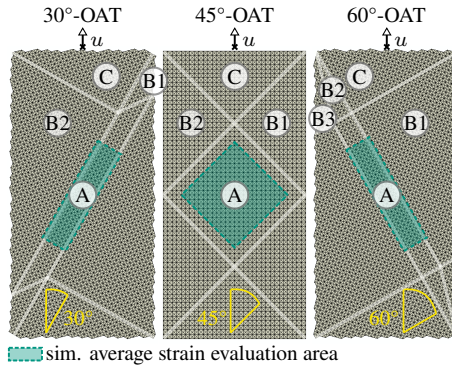 30°-OAT 45°-OAT 60°-OAT
u u u
C C C
B1 B2
B2 B2 B1 B3 B1
A A A
30° 45° 60°
sim. average strain evaluation area